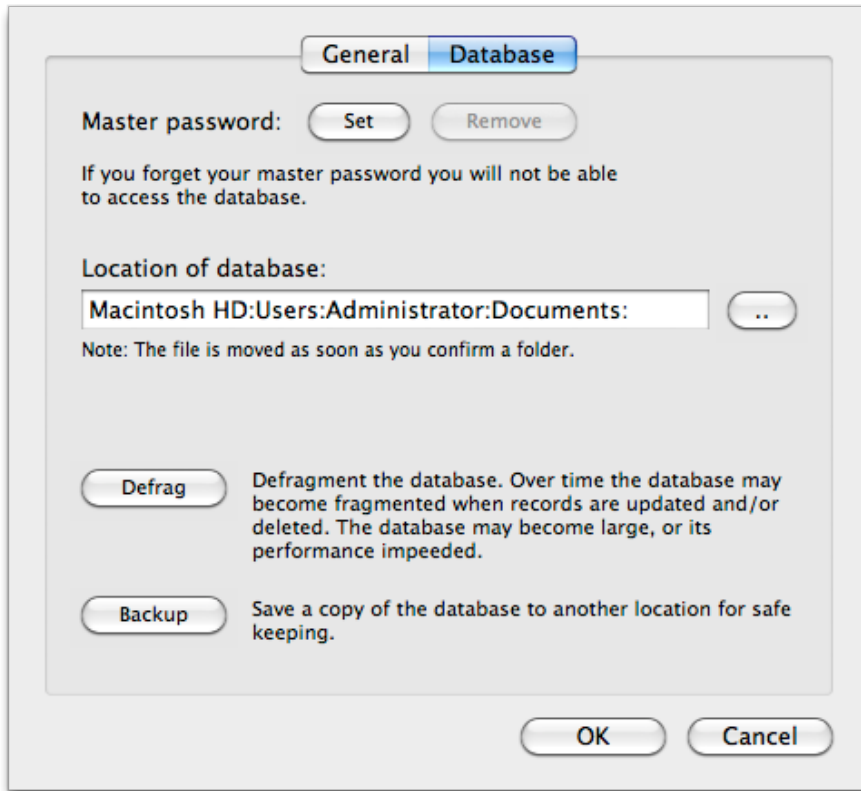 General Database
Master password: Set Remove
If you forget your master password you will not be able
to access the database.
Location of database:
Macintosh HD:Users:Administrator:Documents: ..
Note: The file is moved as soon as you confirm a folder.
Defrag Defragment the database. Over time the database may
become fragmented when records are updated and/or
deleted. The database may become large, or its
performance impeeded.
Backup Save a copy of the database to another location for safe
keeping.
OK Cancel